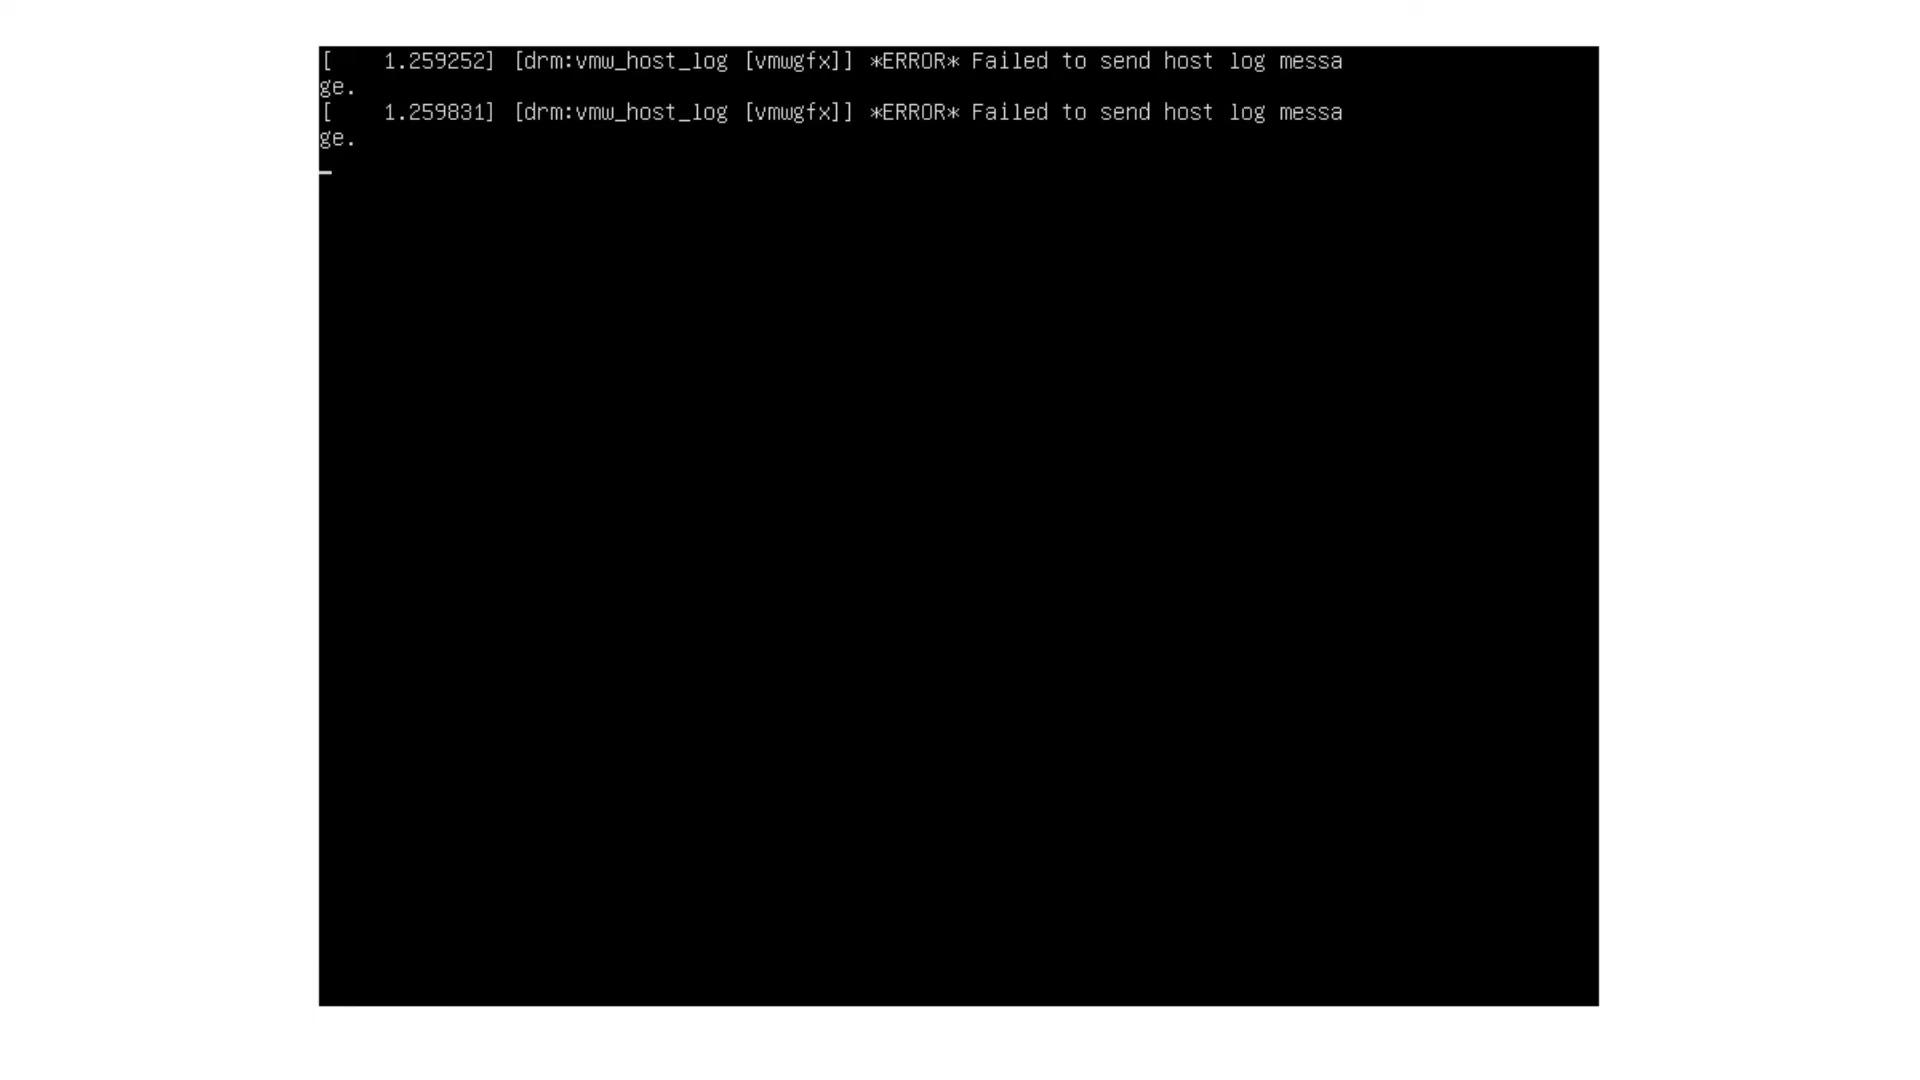 [    1.259252] [drm:vmw_host_log [vmwgfx]] *ERROR* Failed to send host log messa
ge.
[    1.259831] [drm:vmw_host_log [vmwgfx]] *ERROR* Failed to send host log messa
ge.